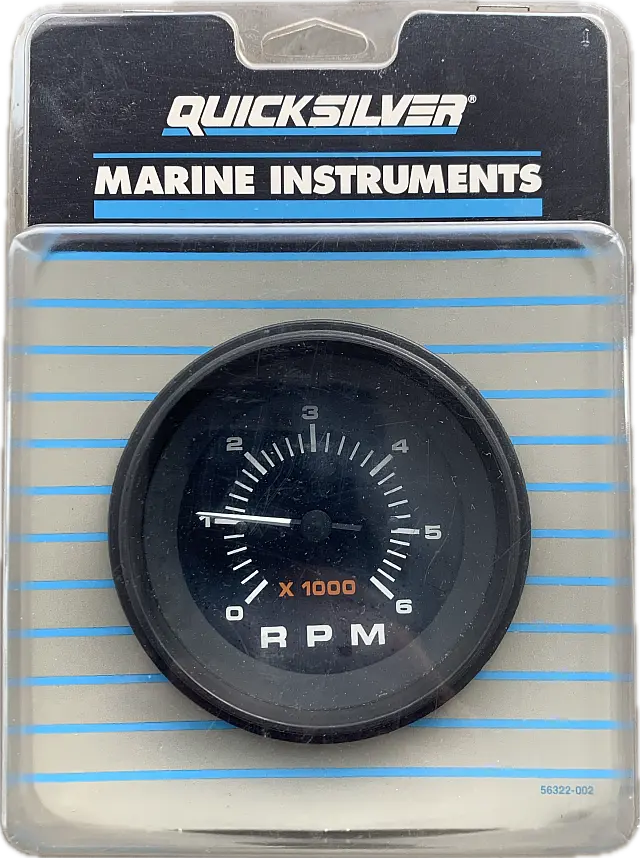 QUICKSILVER®
MARINE INSTRUMENTS
3
2 4
1 5
X 1000
0 6
RPM
56322-002